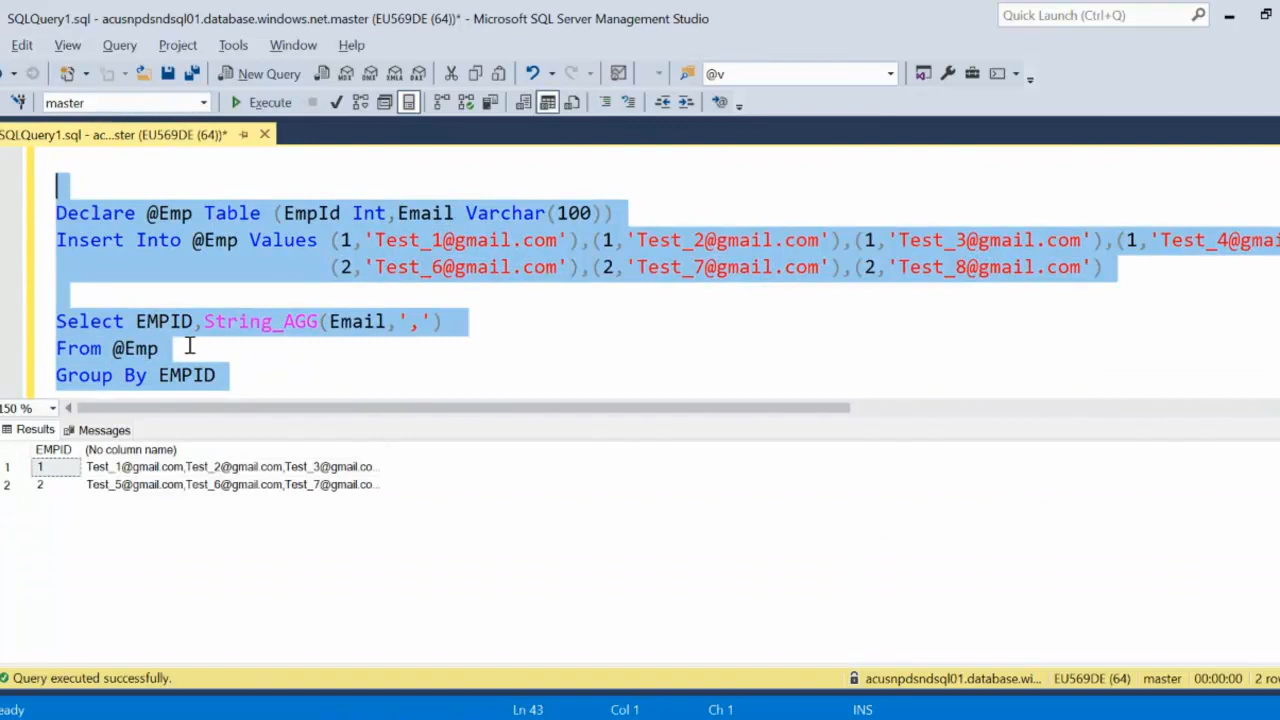 SQLQuery1.sql - acusnpdsndsql01.database.windows.net.master (EU569DE (64))* - Microsoft SQL Server Management Studio
Quick Launch (Ctrl+Q)
Edit View Query Project Tools Window Help
New Query @v
master Execute
SQLQuery1.sql - ac...ster (EU569DE (64))*
Declare @Emp Table (EmpId Int,Email Varchar(100))
Insert Into @Emp Values (1,'Test_1@gmail.com'),(1,'Test_2@gmail.com'),(1,'Test_3@gmail.com'),(1,'Test_4@gmai
(2,'Test_6@gmail.com'),(2,'Test_7@gmail.com'),(2,'Test_8@gmail.com')
Select EMPID,String_AGG(Email,',')
From @Emp
Group By EMPID
150 %
Results Messages
EMPID (No column name)
1 1 Test_1@gmail.com,Test_2@gmail.com,Test_3@gmail.co...
2 2 Test_5@gmail.com,Test_6@gmail.com,Test_7@gmail.co...
Query executed successfully. acusnpdsndsql01.database.wi... EU569DE (64) master 00:00:00 2 ro
eady Ln 43 Col 1 Ch 1 INS